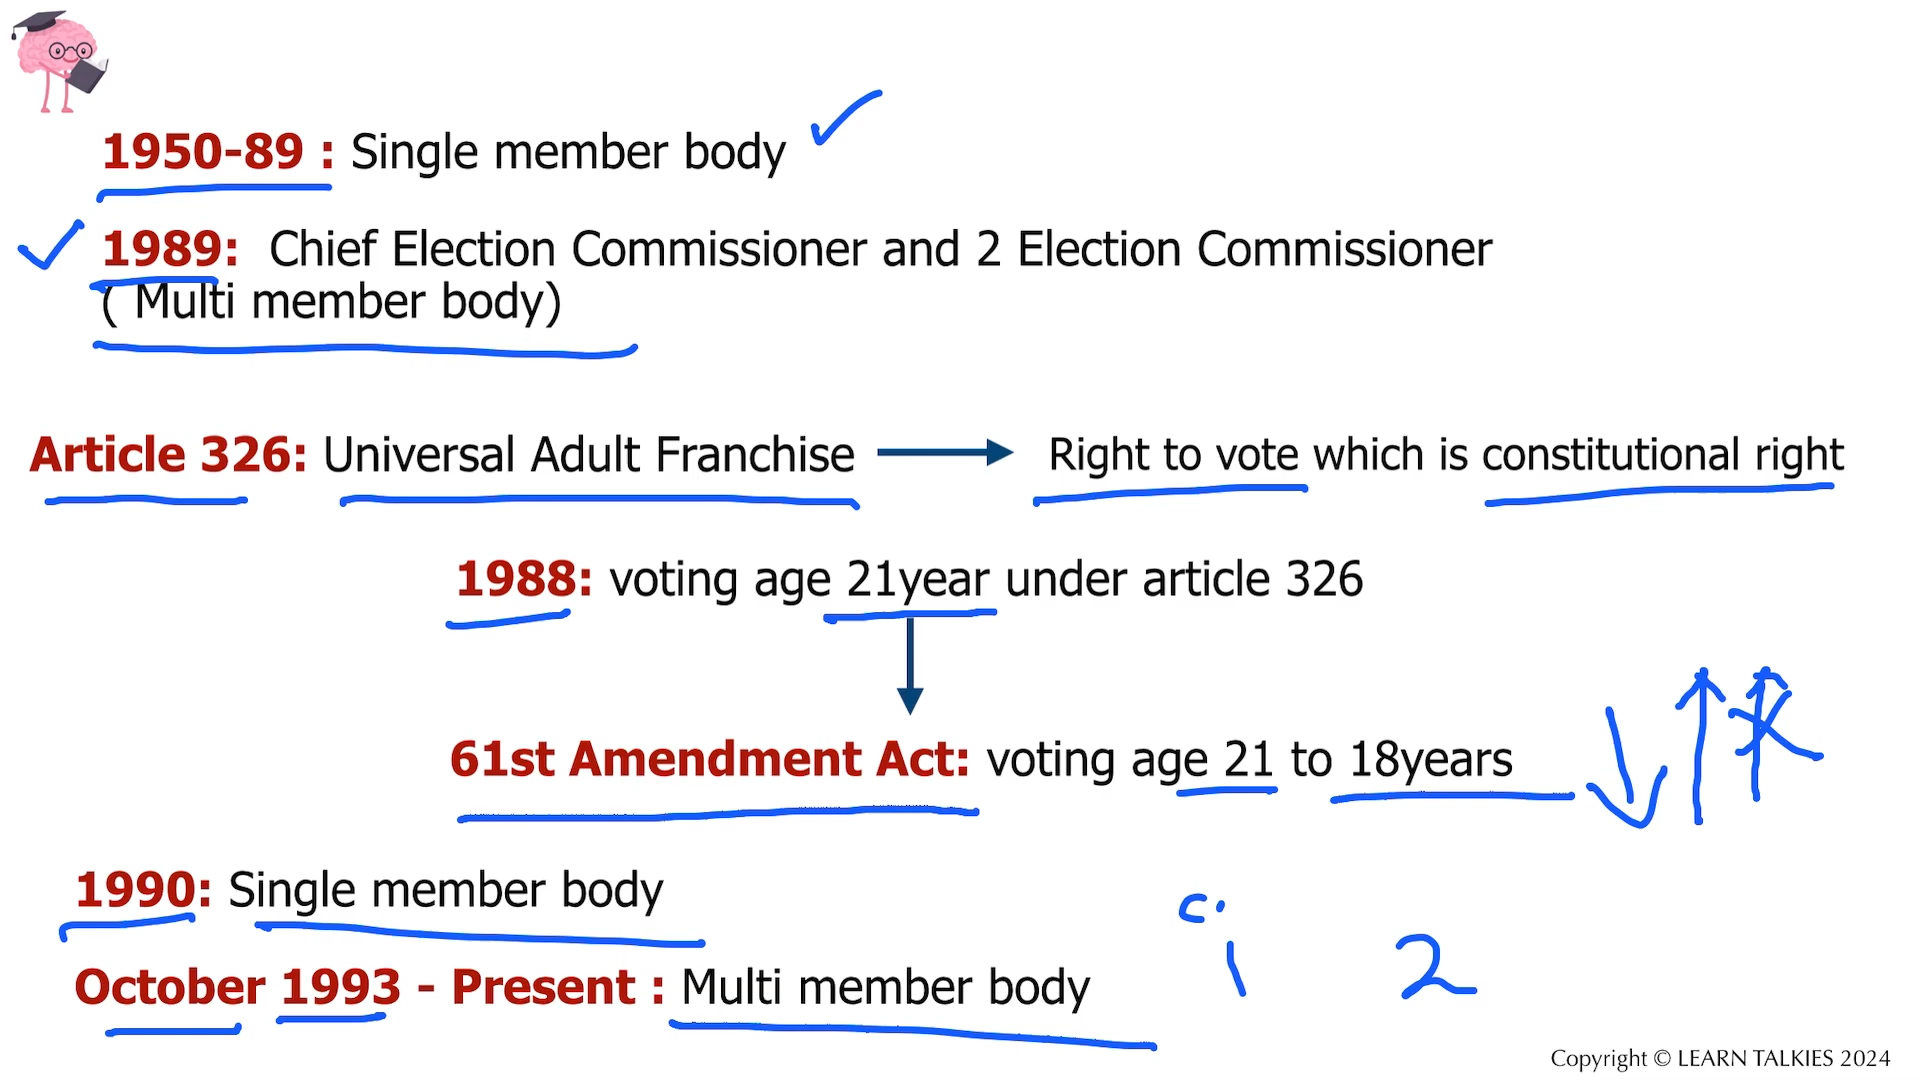 1950-89 : Single member body
1989: Chief Election Commissioner and 2 Election Commissioner
( Multi member body)
Article 326: Universal Adult Franchise → Right to vote which is constitutional right
1988: voting age 21year under article 326
61st Amendment Act: voting age 21 to 18years
1990: Single member body
October 1993 - Present : Multi member body
1 2
Copyright © LEARN TALKIES 2024